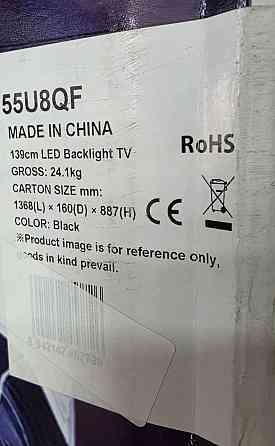 55U8QF
MADE IN CHINA
RoHS
139cm LED Backlight TV
GROSS: 24.1kg
CARTON SIZE mm:
1368(L) × 160(D) × 887(H)
CE
COLOR: Black
※Product image is for reference only,
in kind prevail.